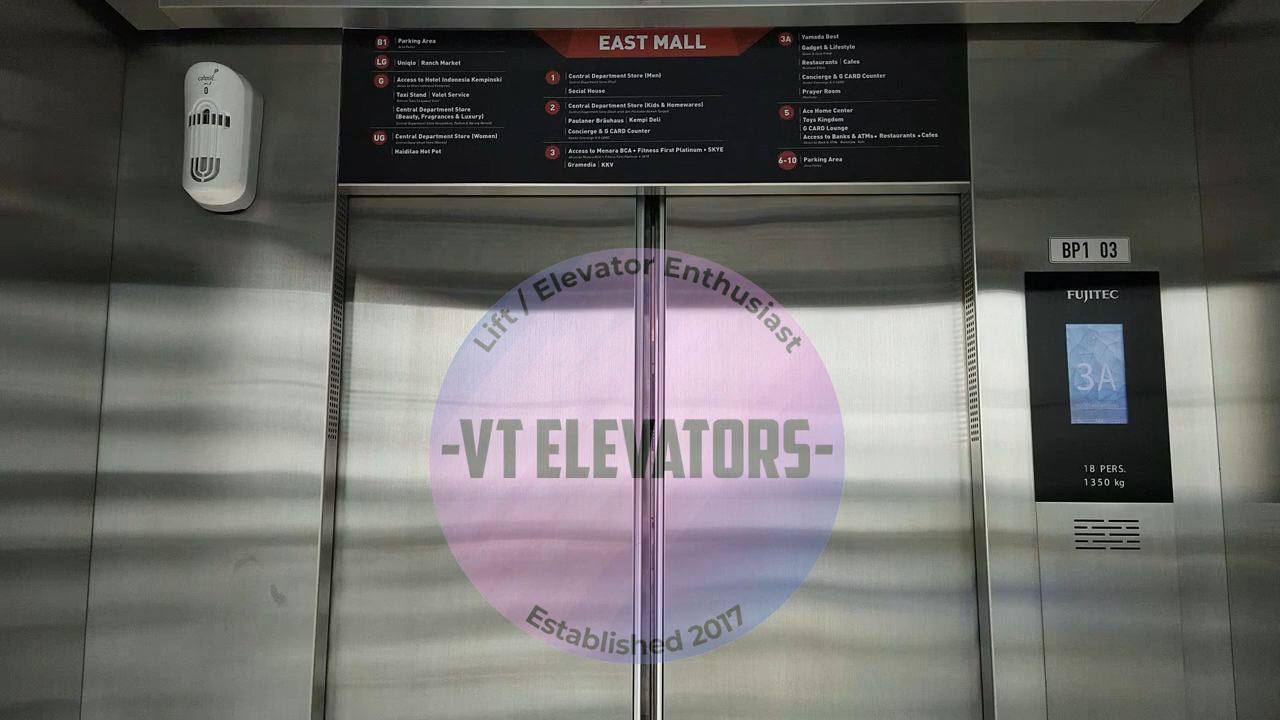 calmic
EAST MALL
B1 Parking Area
LG Uniqlo | Ranch Market
G Access to Hotel Indonesia Kempinski
Taxi Stand | Valet Service
Central Department Store
(Beauty, Fragrances & Luxury)
UG Central Department Store (Women)
Haidilao Hot Pot
1 Central Department Store (Men)
Social House
2 Central Department Store (Kids & Homewares)
Paulaner Bräuhaus | Kempi Deli
Concierge & G CARD Counter
3 Access to Menara BCA • Fitness First Platinum • SKYE
Gramedia | KKV
3A Yamada Best
Gadget & Lifestyle
Restaurants | Cafes
Concierge & G CARD Counter
Prayer Room
5 Ace Home Center
Toys Kingdom
G CARD Lounge
Access to Banks & ATMs • Restaurants • Cafes
6-10 Parking Area
BP1 03
FUJITEC
3A
18 PERS.
1350 kg
Lift / Elevator Enthusiast
-VT ELEVATORS-
Established 2017